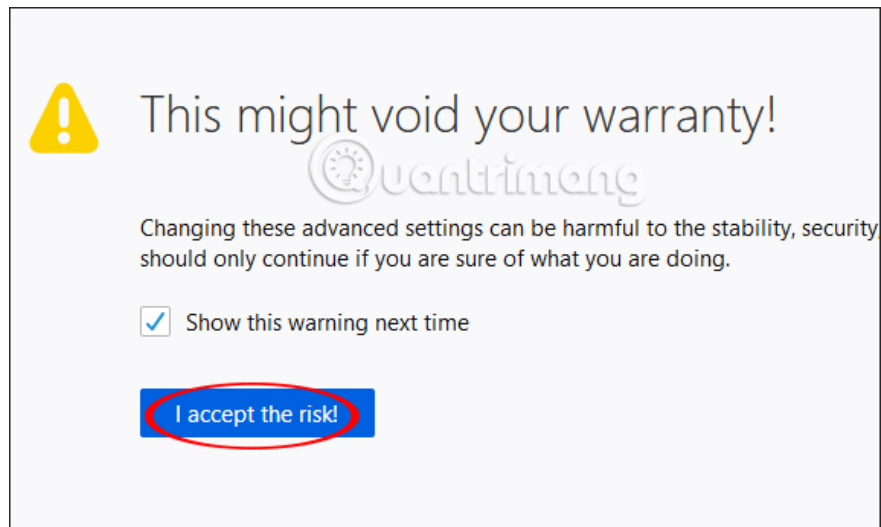 This might void your warranty!
Quantrimang
Changing these advanced settings can be harmful to the stability, security,
should only continue if you are sure of what you are doing.
Show this warning next time
I accept the risk!